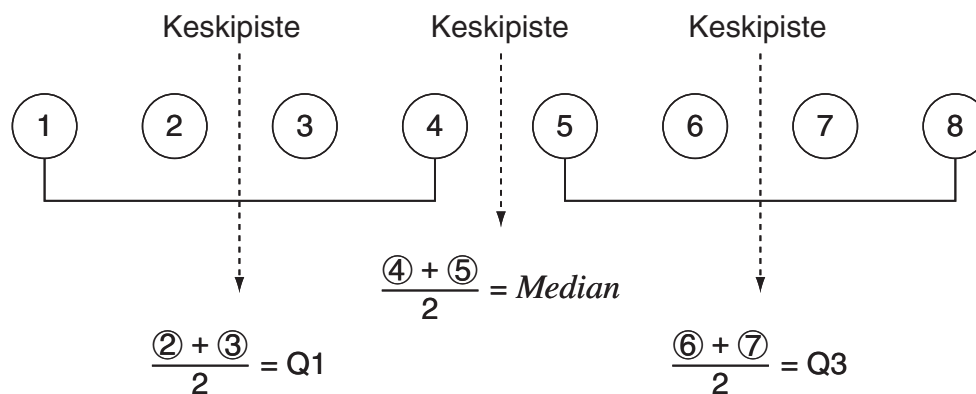 Keskipiste Keskipiste Keskipiste
1 2 3 4 5 6 7 8
④ + ⑤
2
= Median
② + ③
2
= Q1
⑥ + ⑦
2
= Q3